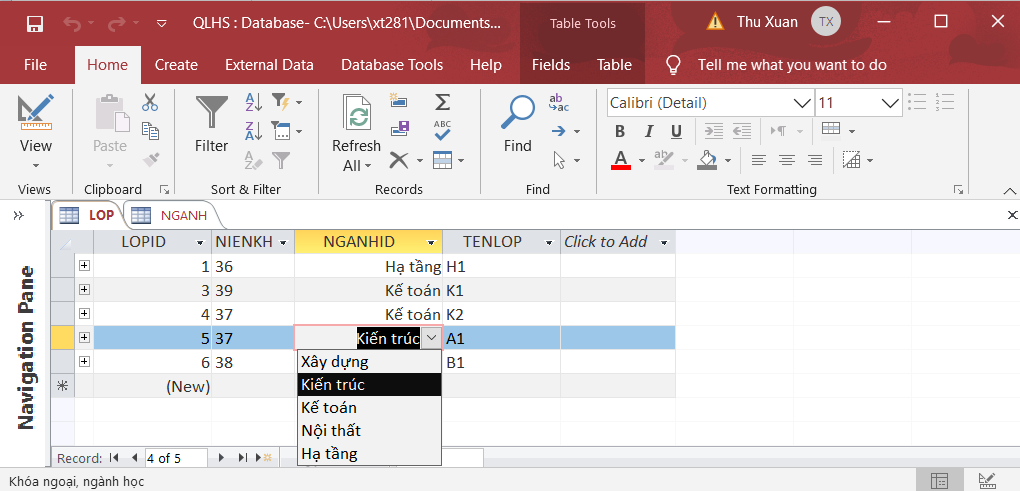 QLHS : Database- C:\Users\xt281\Documents...
Table Tools
Thu Xuan
TX
File Home Create External Data Database Tools Help Fields Table Tell me what you want to do
View
Paste
Filter
Refresh All
ABC
Find
ab
ac
Calibri (Detail)
11
B I U
A
ab
Views
Clipboard
Sort & Filter
Records
Find
Text Formatting
LOP
NGANH
Navigation Pane
LOPID NIENKH NGANHID TENLOP Click to Add
1 36 Hạ tầng H1
3 39 Kế toán K1
4 37 Kế toán K2
5 37 Kiến trúc A1
6 38 B1
(New)
Xây dựng
Kiến trúc
Kế toán
Nội thất
Hạ tầng
Record: 4 of 5
Khóa ngoại, ngành học